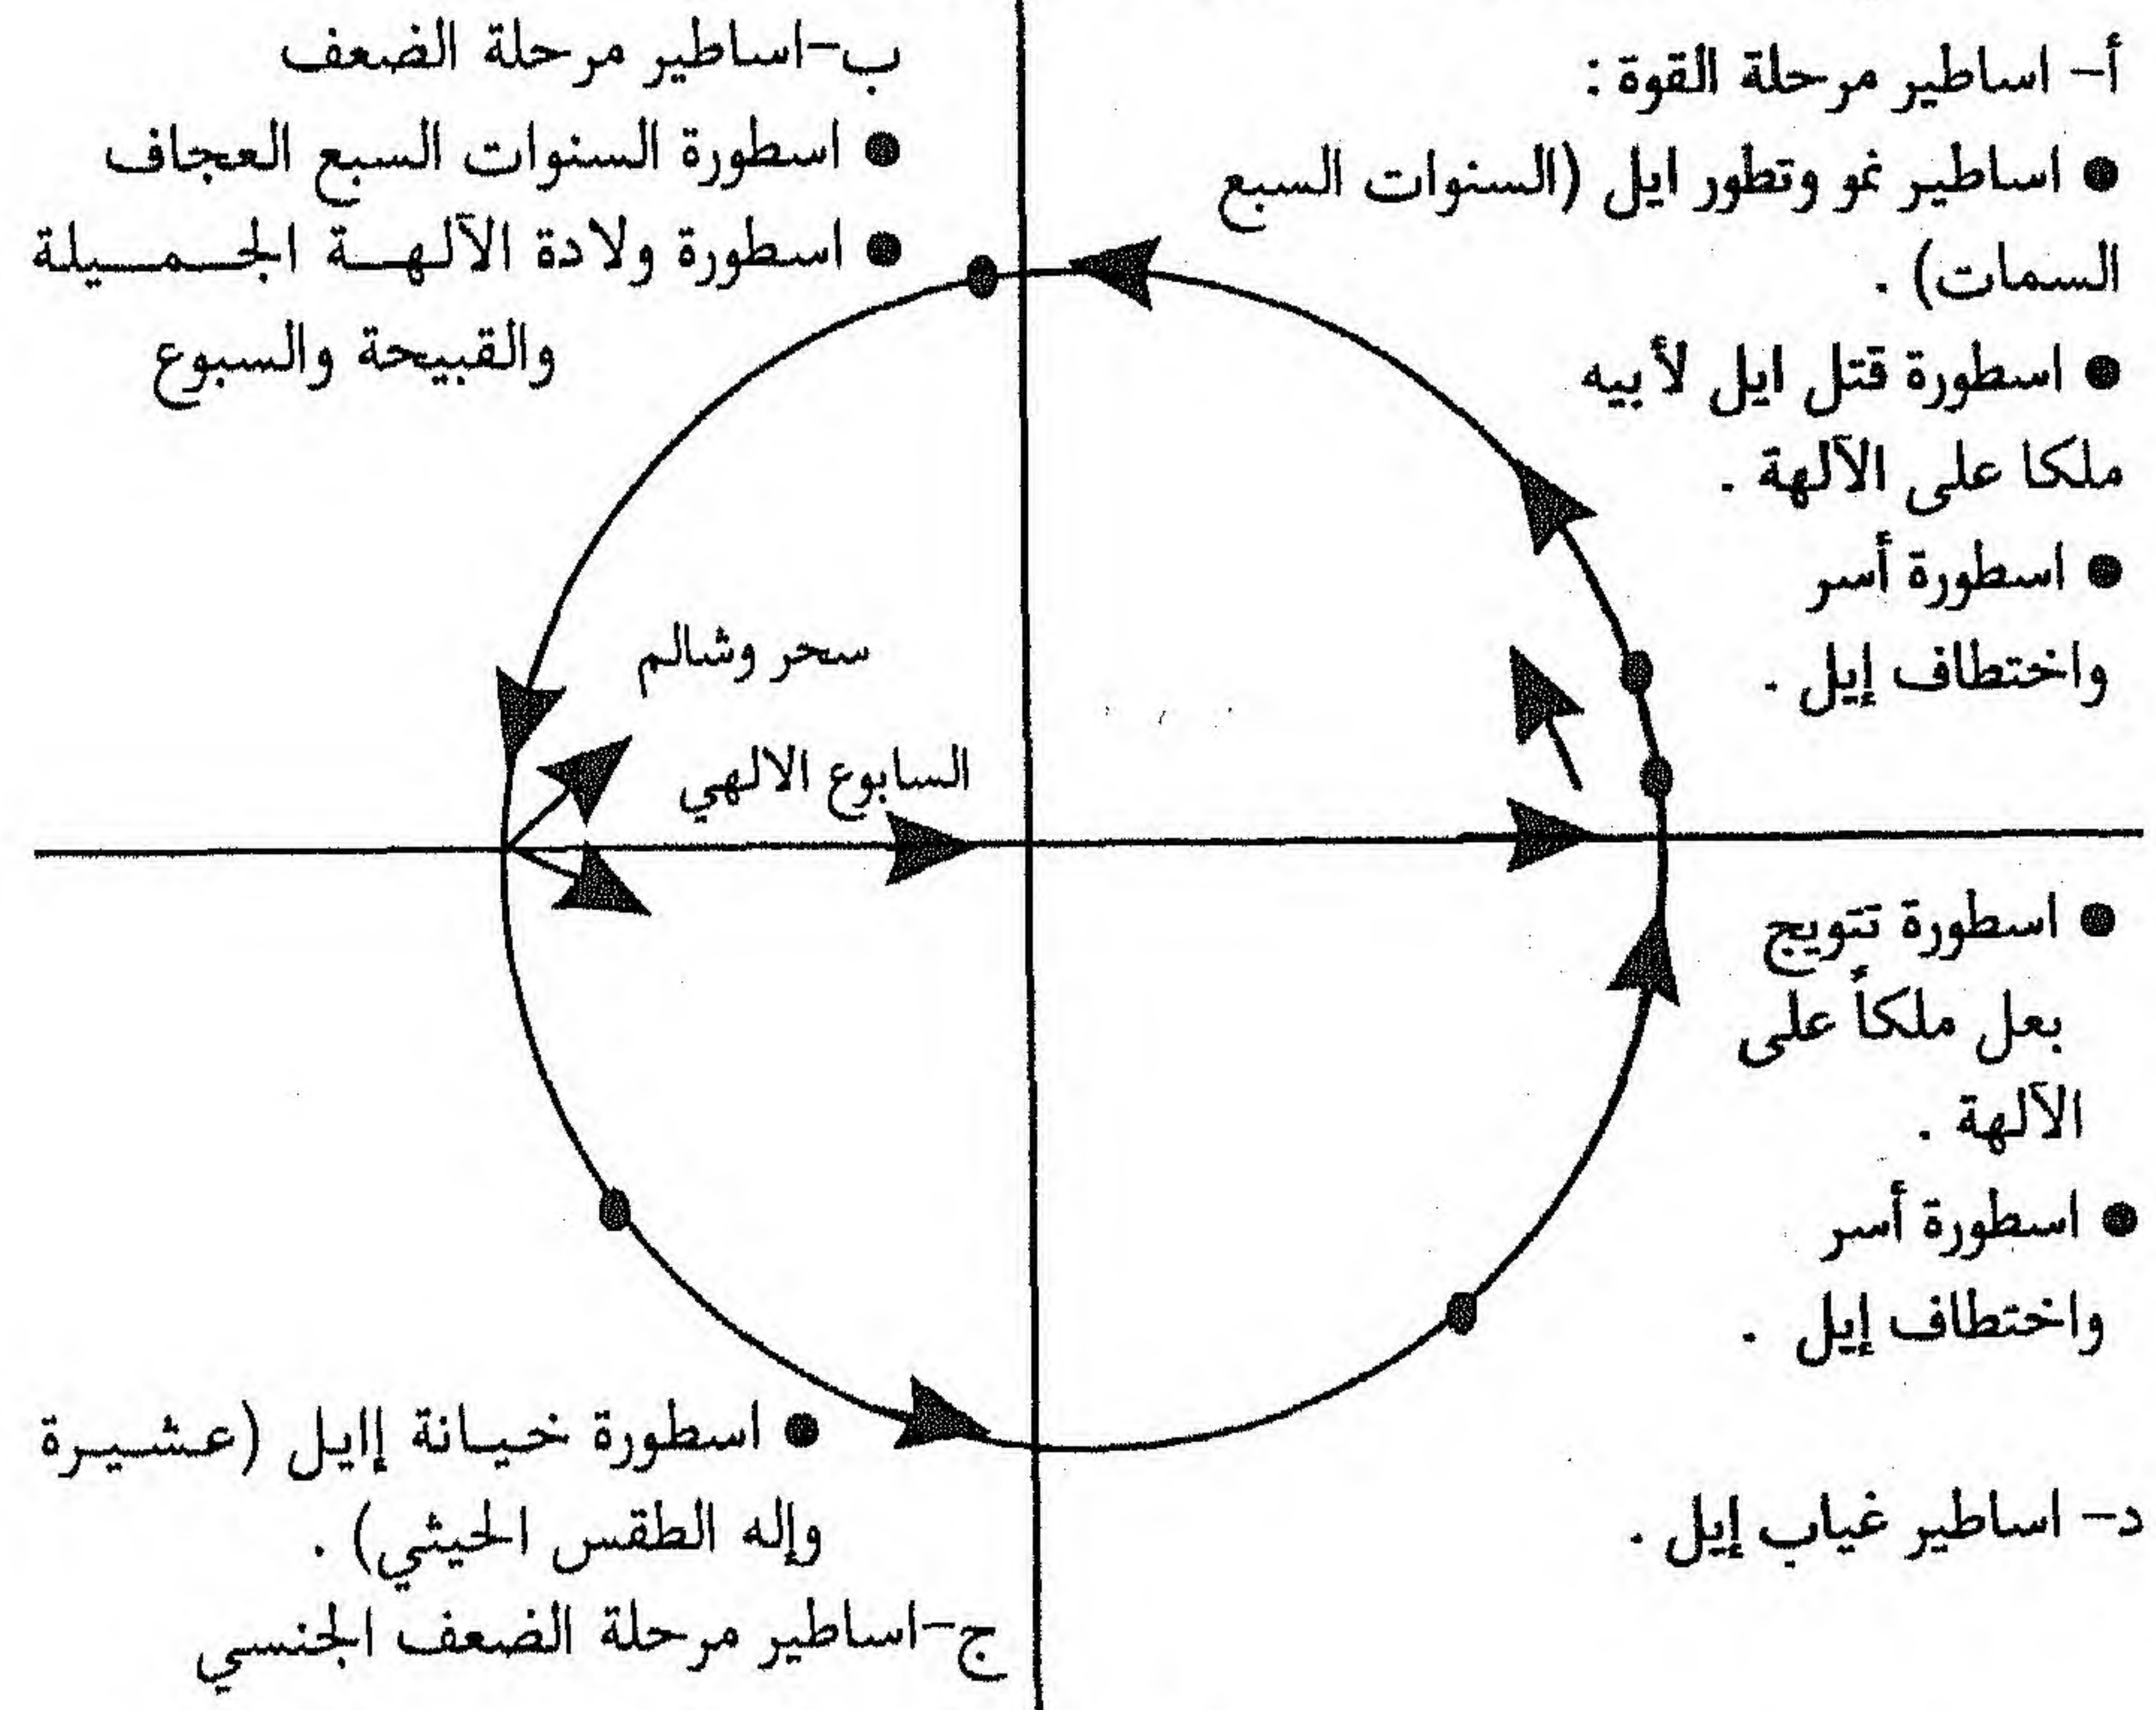 أ- اساطير مرحلة القوة :
● اساطير نمو وتطور ايل (السنوات السبع
السمات) .
● اسطورة قتل ايل لأبيه
ملكا على الآلهة .
● اسطورة أسر
واختطاف إيل .
ب-اساطير مرحلة الضعف
● اسطورة السنوات السبع العجاف
● اسطورة ولادة الآلهة الجميلة
والقبيحة والسبوع
سحر وشالم
السابوع الالهي
● اسطورة خيانة إايل (عشيرة
وإله الطقس الحيثي) .
ج-اساطير مرحلة الضعف الجنسي
● اسطورة تتويج
بعل ملكاً على
الآلهة .
● اسطورة أسر
واختطاف إيل .
د- اساطير غياب إيل .